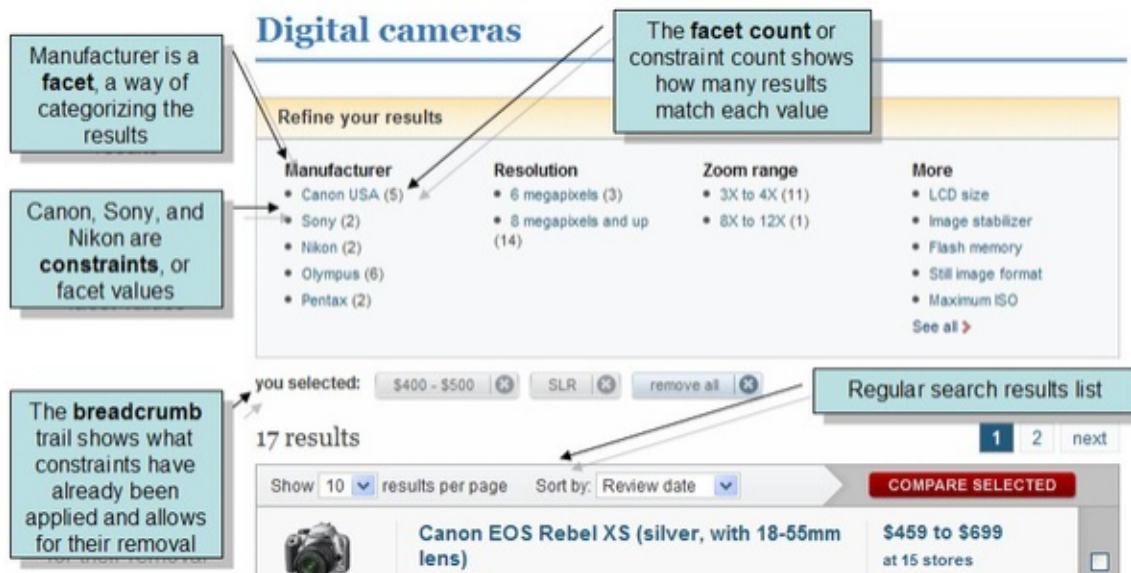 Digital cameras
Manufacturer is a
facet, a way of
categorizing the
results
The facet count or
constraint count shows
how many results
match each value
Refine your results
Manufacturer
Canon USA (5)
Sony (2)
Nikon (2)
Olympus (6)
Pentax (2)
Resolution
6 megapixels (3)
8 megapixels and up
(14)
Zoom range
3X to 4X (11)
8X to 12X (1)
More
LCD size
Image stabilizer
Flash memory
Still image format
Maximum ISO
See all
Canon, Sony, and
Nikon are
constraints, or
facet values
you selected: $400 - $500 SLR remove all
The breadcrumb
trail shows what
constraints have
already been
applied and allows
for their removal
Regular search results list
17 results
1 2 next
Show 10 results per page Sort by: Review date
COMPARE SELECTED
Canon EOS Rebel XS (silver, with 18-55mm
lens)
$459 to $699
at 15 stores